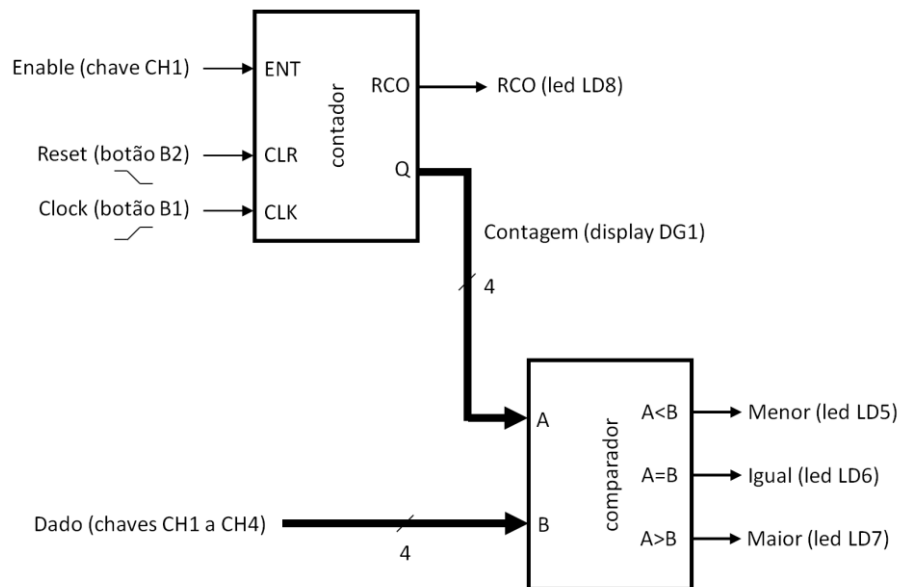 Enable (chave CH1)
ENT
RCO
RCO (led LD8)
contador
Reset (botão B2)
CLR
Q
Clock (botão B1)
CLK
Contagem (display DG1)
4
A
A<B
Menor (led LD5)
comparador
A=B
Igual (led LD6)
Dado (chaves CH1 a CH4)
4
B
A>B
Maior (led LD7)